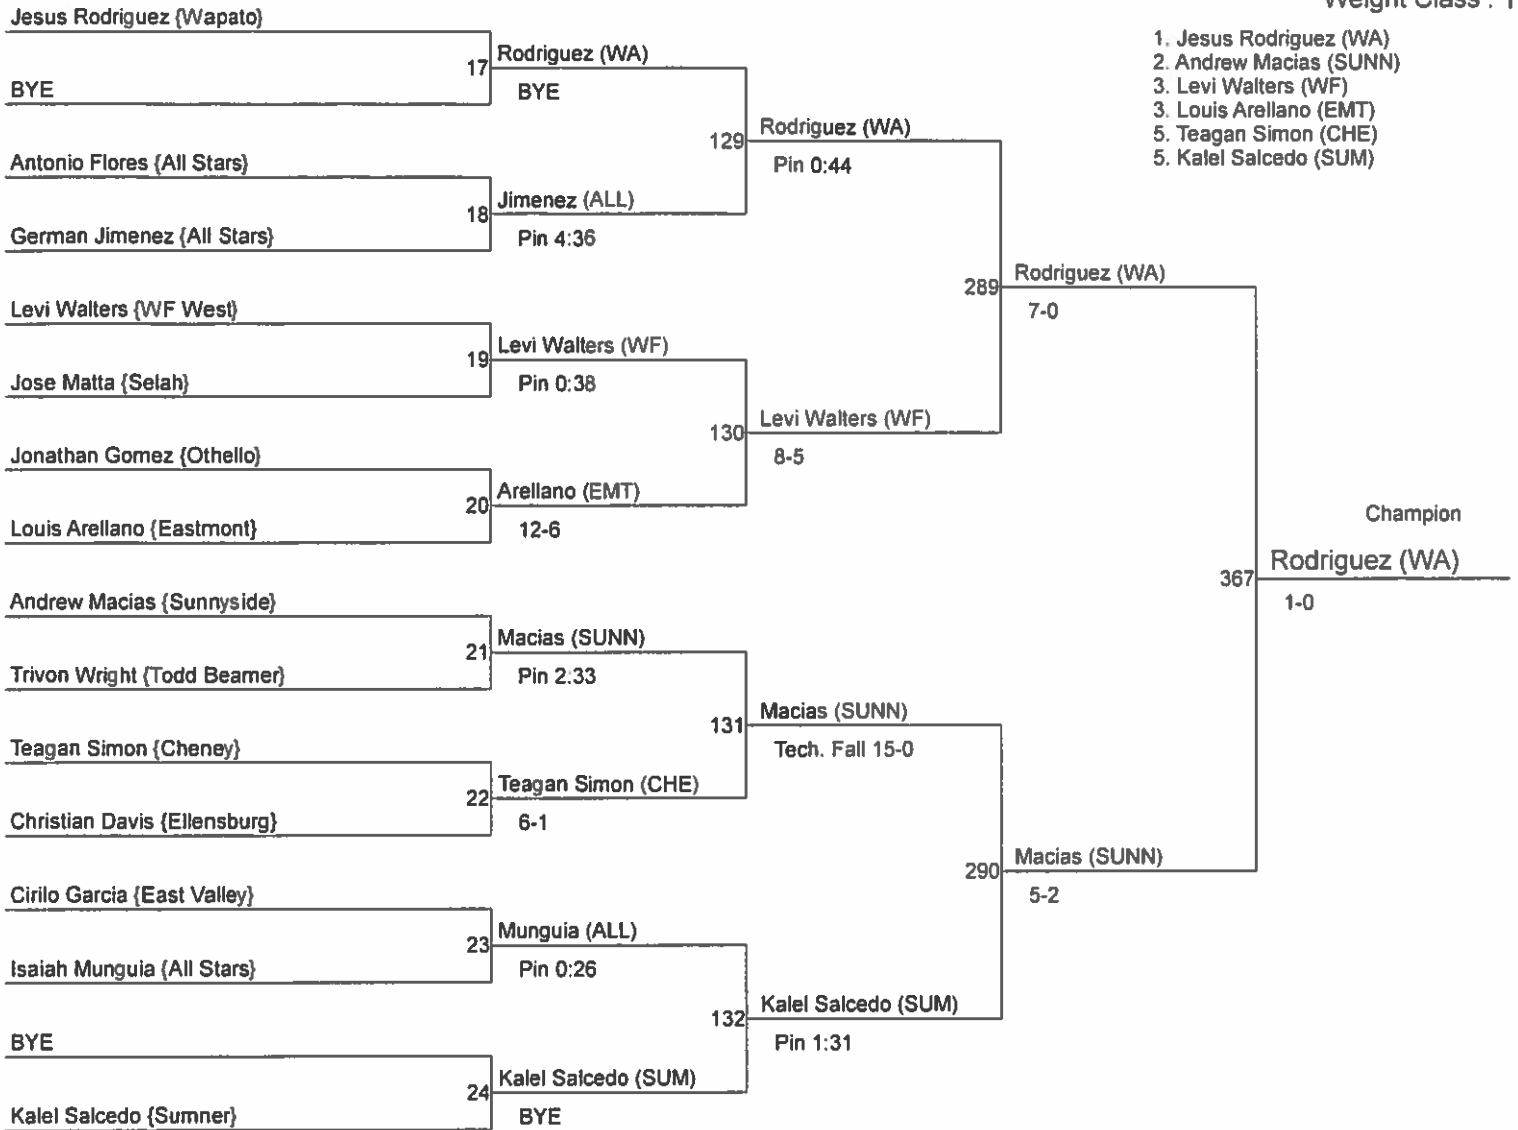 Weight Class : 1
1. Jesus Rodriguez (WA)
2. Andrew Macias (SUNN)
3. Levi Walters (WF)
3. Louis Arellano (EMT)
5. Teagan Simon (CHE)
5. Kalel Salcedo (SUM)
Jesus Rodriguez {Wapato}
BYE
Antonio Flores {All Stars}
German Jimenez {All Stars}
Levi Walters {WF West}
Jose Matta {Selah}
Jonathan Gomez {Othello}
Louis Arellano {Eastmont}
Andrew Macias {Sunnyside}
Trivon Wright {Todd Beamer}
Teagan Simon {Cheney}
Christian Davis {Ellensburg}
Cirilo Garcia {East Valley}
Isaiah Munguia {All Stars}
BYE
Kalel Salcedo {Sumner}
17 Rodriguez (WA)
BYE
18 Jimenez (ALL)
Pin 4:36
19 Levi Walters (WF)
Pin 0:38
20 Arellano (EMT)
12-6
21 Macias (SUNN)
Pin 2:33
22 Teagan Simon (CHE)
6-1
23 Munguia (ALL)
Pin 0:26
24 Kalel Salcedo (SUM)
BYE
129 Rodriguez (WA)
Pin 0:44
130 Levi Walters (WF)
8-5
131 Macias (SUNN)
Tech. Fall 15-0
132 Kalel Salcedo (SUM)
Pin 1:31
289 Rodriguez (WA)
7-0
290 Macias (SUNN)
5-2
Champion
367 Rodriguez (WA)
1-0